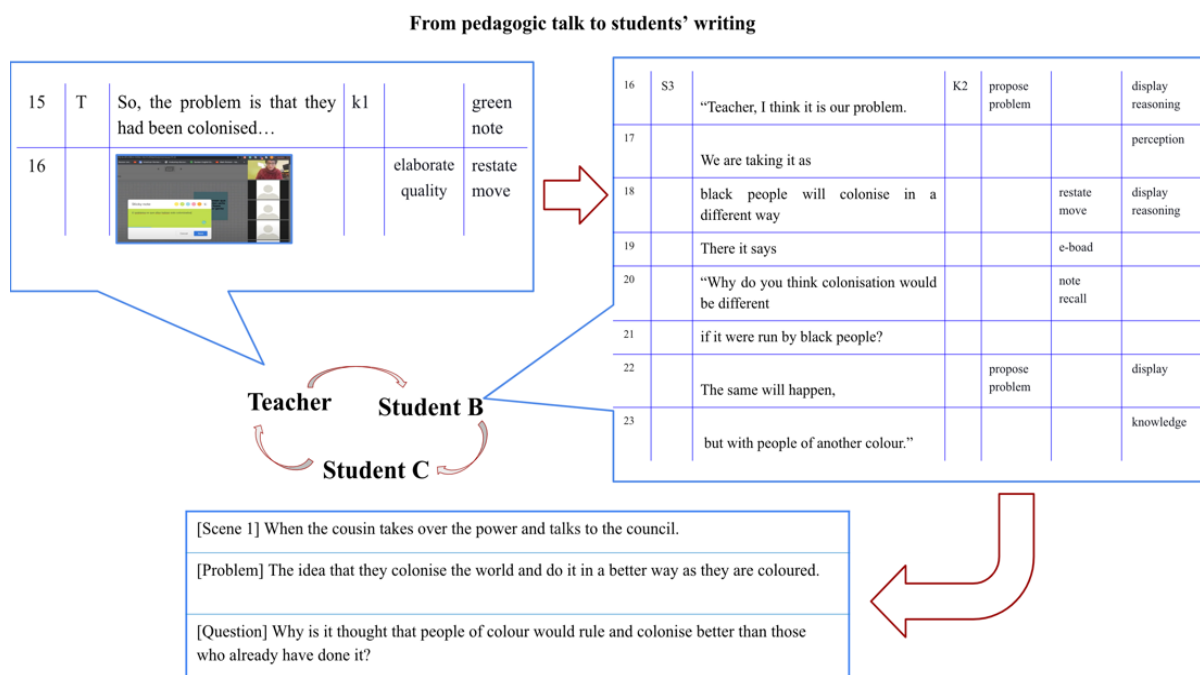 From pedagogic talk to students' writing
15 T So, the problem is that they k1 green
had been colonised… note
16 elaborate restate
quality move
16 S3 K2 propose display
"Teacher, I think it is our problem. problem reasoning
17 perception
We are taking it as
18 black people will colonise in a restate display
different way move reasoning
19 There it says e-boad
20 "Why do you think colonisation would note
be different recall
21 if it were run by black people?
22 propose display
The same will happen, problem
23 knowledge
but with people of another colour."
Teacher
Student B
Student C
[Scene 1] When the cousin takes over the power and talks to the council.
[Problem] The idea that they colonise the world and do it in a better way as they are coloured.
[Question] Why is it thought that people of colour would rule and colonise better than those
who already have done it?